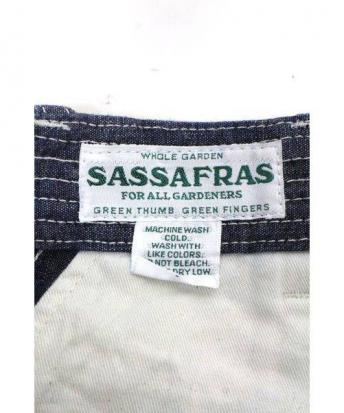 WHOLE GARDEN
SASSAFRAS
FOR ALL GARDENERS
GREEN THUMB GREEN FINGERS
MACHINE WASH
COLD.
WASH WITH
LIKE COLORS.
NOT BLEACH.
DRY LOW